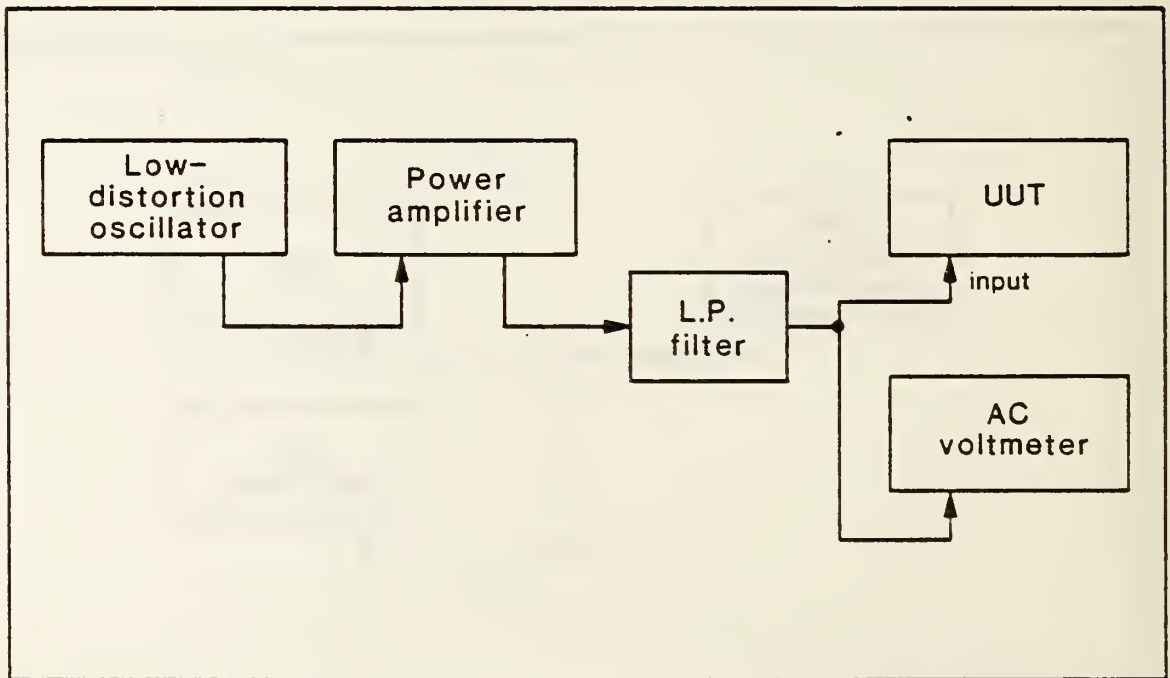 Low-
distortion
oscillator
Power
amplifier
L.P.
filter
UUT
input
AC
voltmeter